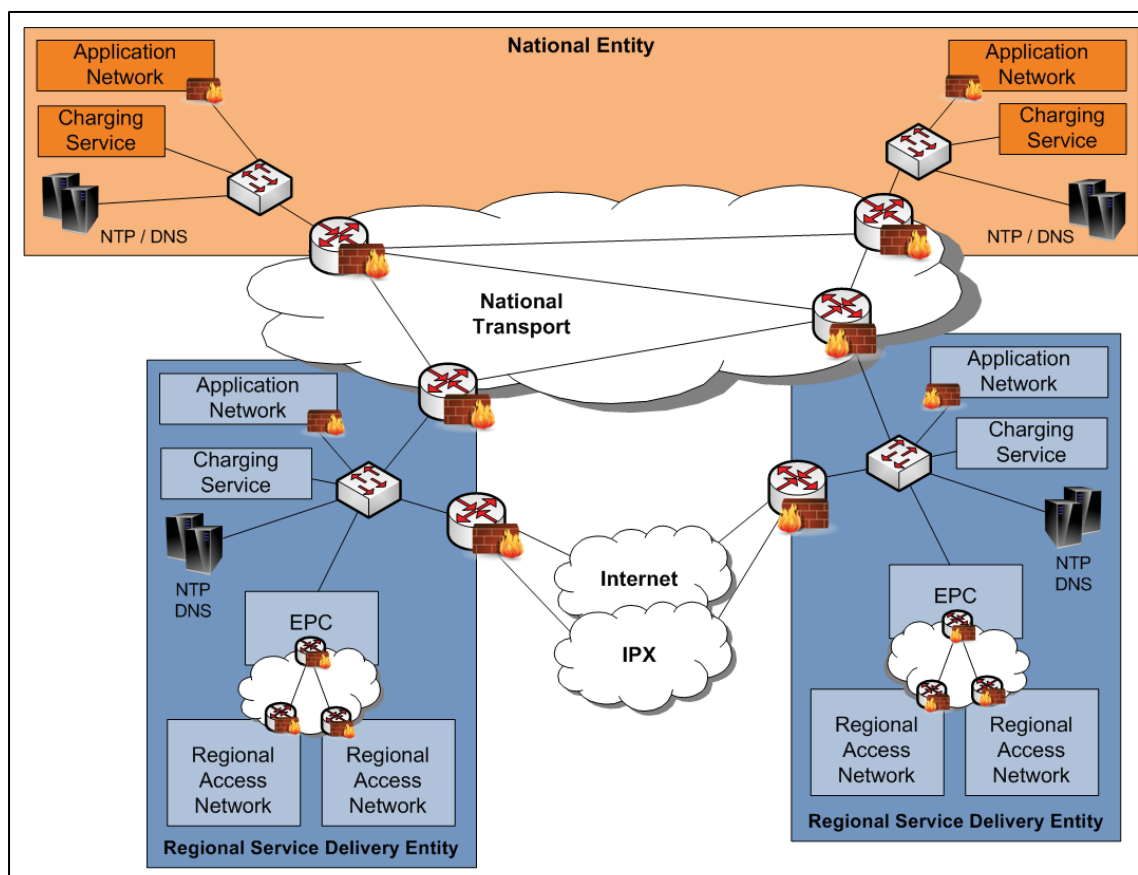 National Entity
Application
Network
Charging
Service
NTP / DNS
Application
Network
Charging
Service
NTP / DNS
National
Transport
Application
Network
Charging
Service
NTP
DNS
EPC
Regional
Access
Network
Regional
Access
Network
Regional Service Delivery Entity
Internet
IPX
Application
Network
Charging
Service
NTP
DNS
EPC
Regional
Access
Network
Regional
Access
Network
Regional Service Delivery Entity